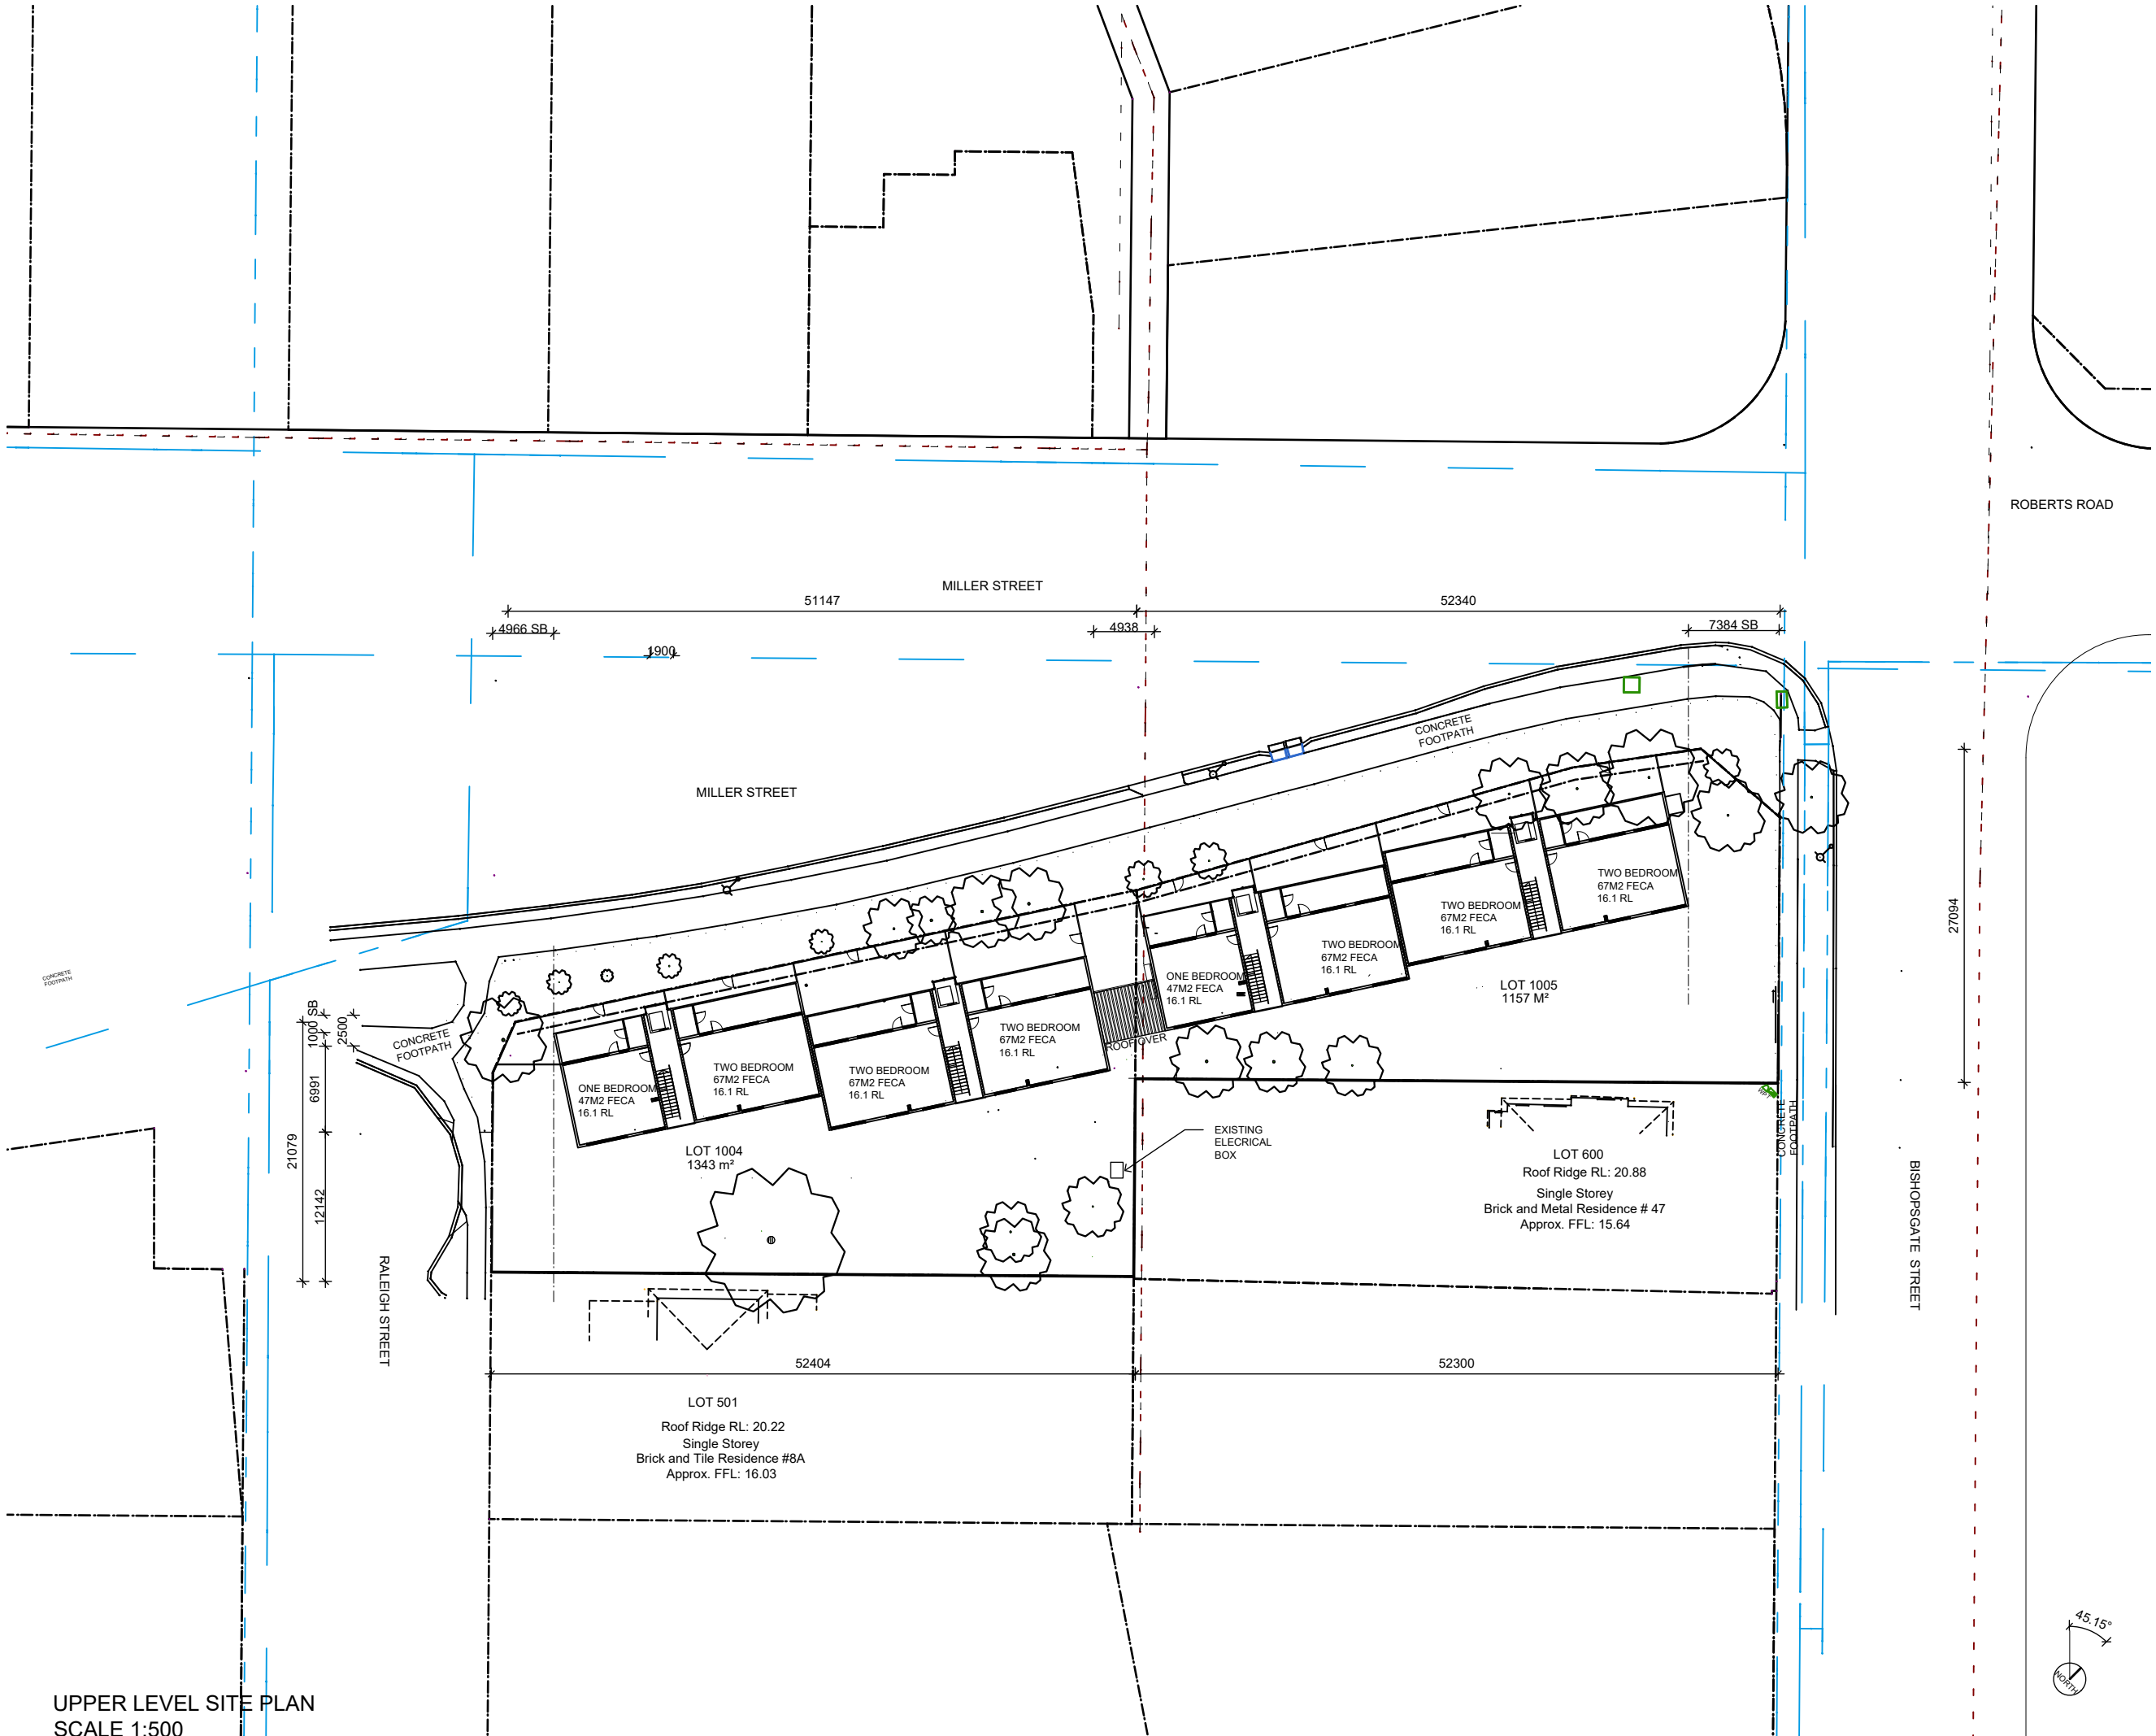 ROBERTS ROAD
MILLER STREET
51147
52340
4966 SB
4938
7384 SB
1900
CONCRETE
FOOTPATH
MILLER STREET
TWO BEDROOM
67M2 FECA
16.1 RL
TWO BEDROOM
67M2 FECA
16.1 RL
27094
TWO BEDROOM
67M2 FECA
16.1 RL
CONCRETE
FOOTPATH
ONE BEDROOM
47M2 FECA
16.1 RL
LOT 1005
1157 M²
1000 SB
2500
CONCRETE
FOOTPATH
TWO BEDROOM
67M2 FECA
16.1 RL
ROOF OVER
TWO BEDROOM
67M2 FECA
16.1 RL
TWO BEDROOM
67M2 FECA
16.1 RL
ONE BEDROOM
47M2 FECA
16.1 RL
6991
21079
12142
LOT 1004
1343 m²
EXISTING
ELECRICAL
BOX
CONCRETE
FOOTPATH
LOT 600
Roof Ridge RL: 20.88
Single Storey
Brick and Metal Residence # 47
Approx. FFL: 15.64
BISHOPSGATE STREET
RALEIGH STREET
52404
52300
LOT 501
Roof Ridge RL: 20.22
Single Storey
Brick and Tile Residence #8A
Approx. FFL: 16.03
45.15°
NORTH
UPPER LEVEL SITE PLAN
SCALE 1:500